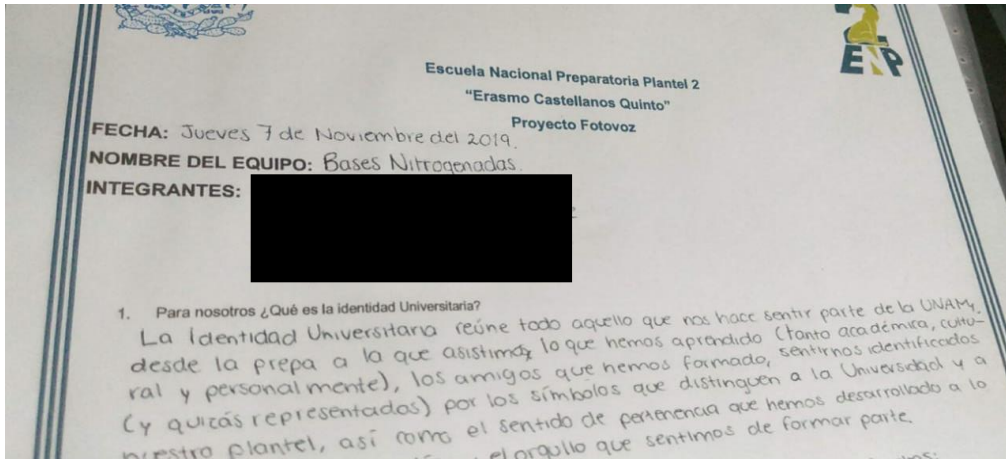 ENP
Escuela Nacional Preparatoria Plantel 2
"Erasmo Castellanos Quinto"
Proyecto Fotovoz
FECHA: Jueves 7 de Noviembre del 2019.
NOMBRE DEL EQUIPO: Bases Nitrogenadas.
INTEGRANTES:
1. Para nosotros ¿Qué es la identidad Universitaria?
La Identidad Universitaria reúne todo aquello que nos hace sentir parte de la UNAM,
desde la prepa a la que asistimos, lo que hemos aprendido (tanto académica, cultu-
ral y personalmente), los amigos que hemos formado, sentirnos identificados
(y quizás representados) por los símbolos que distinguen a la Universidad y a
nuestro plantel, así como el sentido de pertenencia que hemos desarrollado a lo
el orgullo que sentimos de formar parte.